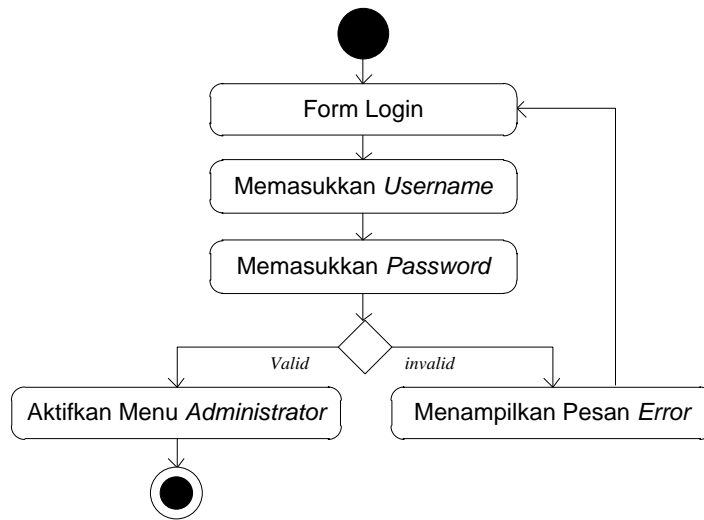 Form Login
Memasukkan Username
Memasukkan Password
Valid
invalid
Aktifkan Menu Administrator
Menampilkan Pesan Error